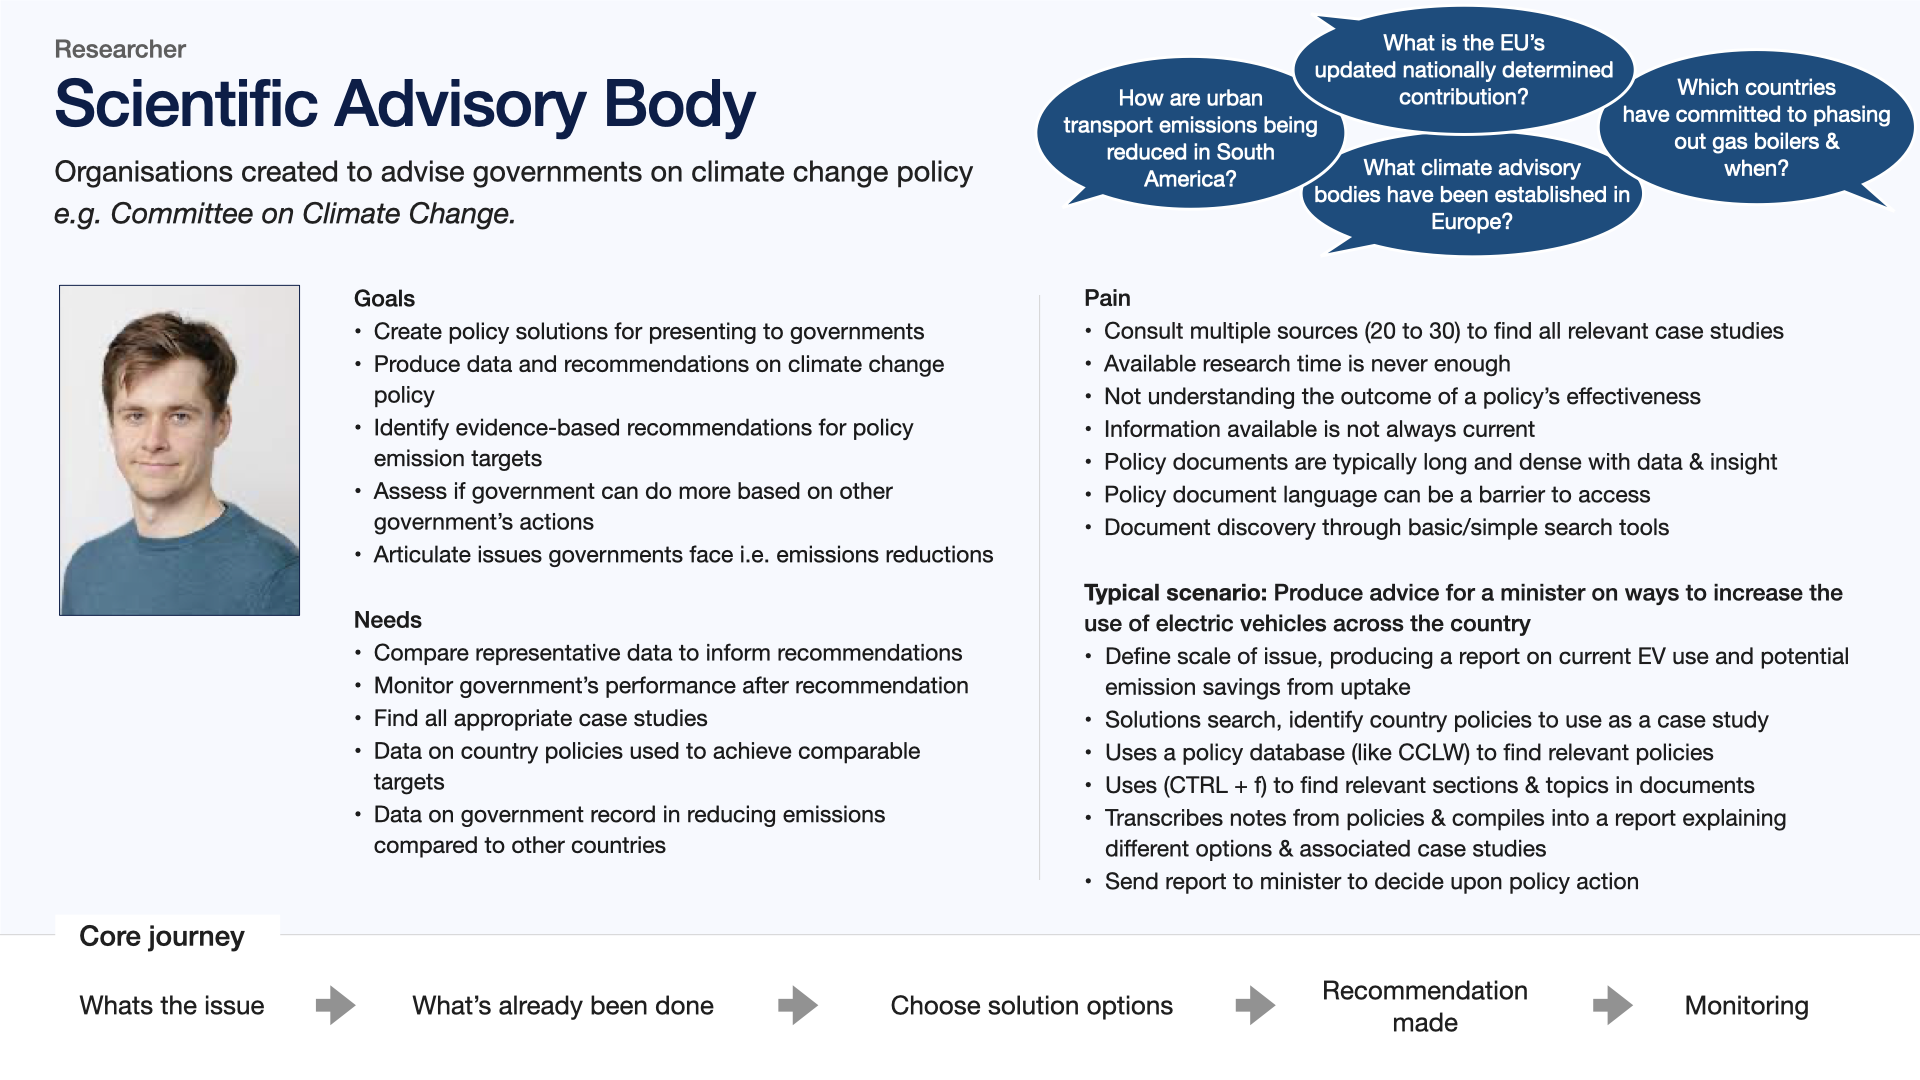 Researcher
Scientific Advisory Body
Organisations created to advise governments on climate change policy
e.g. Committee on Climate Change.
How are urban
transport emissions being
reduced in South
America?
What is the EU’s
updated nationally determined
contribution?
What climate advisory
bodies have been established in
Europe?
Which countries
have committed to phasing
out gas boilers &
when?
Goals
• Create policy solutions for presenting to governments
• Produce data and recommendations on climate change
policy
• Identify evidence-based recommendations for policy
emission targets
• Assess if government can do more based on other
government’s actions
• Articulate issues governments face i.e. emissions reductions
Needs
• Compare representative data to inform recommendations
• Monitor government’s performance after recommendation
• Find all appropriate case studies
• Data on country policies used to achieve comparable
targets
• Data on government record in reducing emissions
compared to other countries
Pain
• Consult multiple sources (20 to 30) to find all relevant case studies
• Available research time is never enough
• Not understanding the outcome of a policy’s effectiveness
• Information available is not always current
• Policy documents are typically long and dense with data & insight
• Policy document language can be a barrier to access
• Document discovery through basic/simple search tools
Typical scenario: Produce advice for a minister on ways to increase the
use of electric vehicles across the country
• Define scale of issue, producing a report on current EV use and potential
emission savings from uptake
• Solutions search, identify country policies to use as a case study
• Uses a policy database (like CCLW) to find relevant policies
• Uses (CTRL + f) to find relevant sections & topics in documents
• Transcribes notes from policies & compiles into a report explaining
different options & associated case studies
• Send report to minister to decide upon policy action
Core journey
Whats the issue
What’s already been done
Choose solution options
Recommendation
made
Monitoring